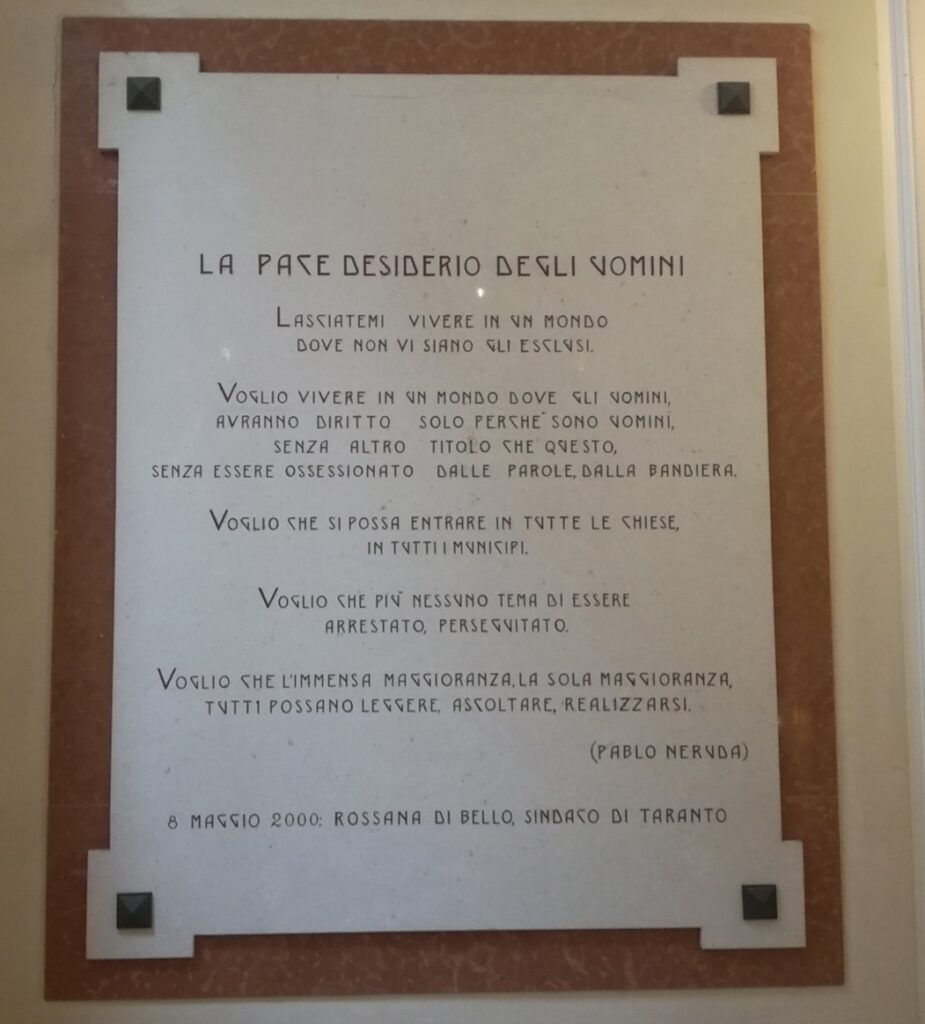 LA PACE DESIDERIO DEGLI UOMINI
LASCIATEMI VIVERE IN UN MONDO
DOVE NON VI SIANO GLI ESCLUSI.
VOGLIO VIVERE IN UN MONDO DOVE GLI UOMINI,
AVRANNO DIRITTO SOLO PERCHE' SONO UOMINI,
SENZA ALTRO TITOLO CHE QUESTO,
SENZA ESSERE OSSESSIONATO DALLE PAROLE, DALLA BANDIERA.
VOGLIO CHE SI POSSA ENTRARE IN TUTTE LE CHIESE,
IN TUTTI I MUNICIPI.
VOGLIO CHE PIU' NESSUNO TEMA DI ESSERE
ARRESTATO, PERSEGUITATO.
VOGLIO CHE L'IMMENSA MAGGIORANZA, LA SOLA MAGGIORANZA,
TUTTI POSSANO LEGGERE, ASCOLTARE, REALIZZARSI.
(PABLO NERUDA)
8 MAGGIO 2000: ROSSANA DI BELLO, SINDACO DI TARANTO